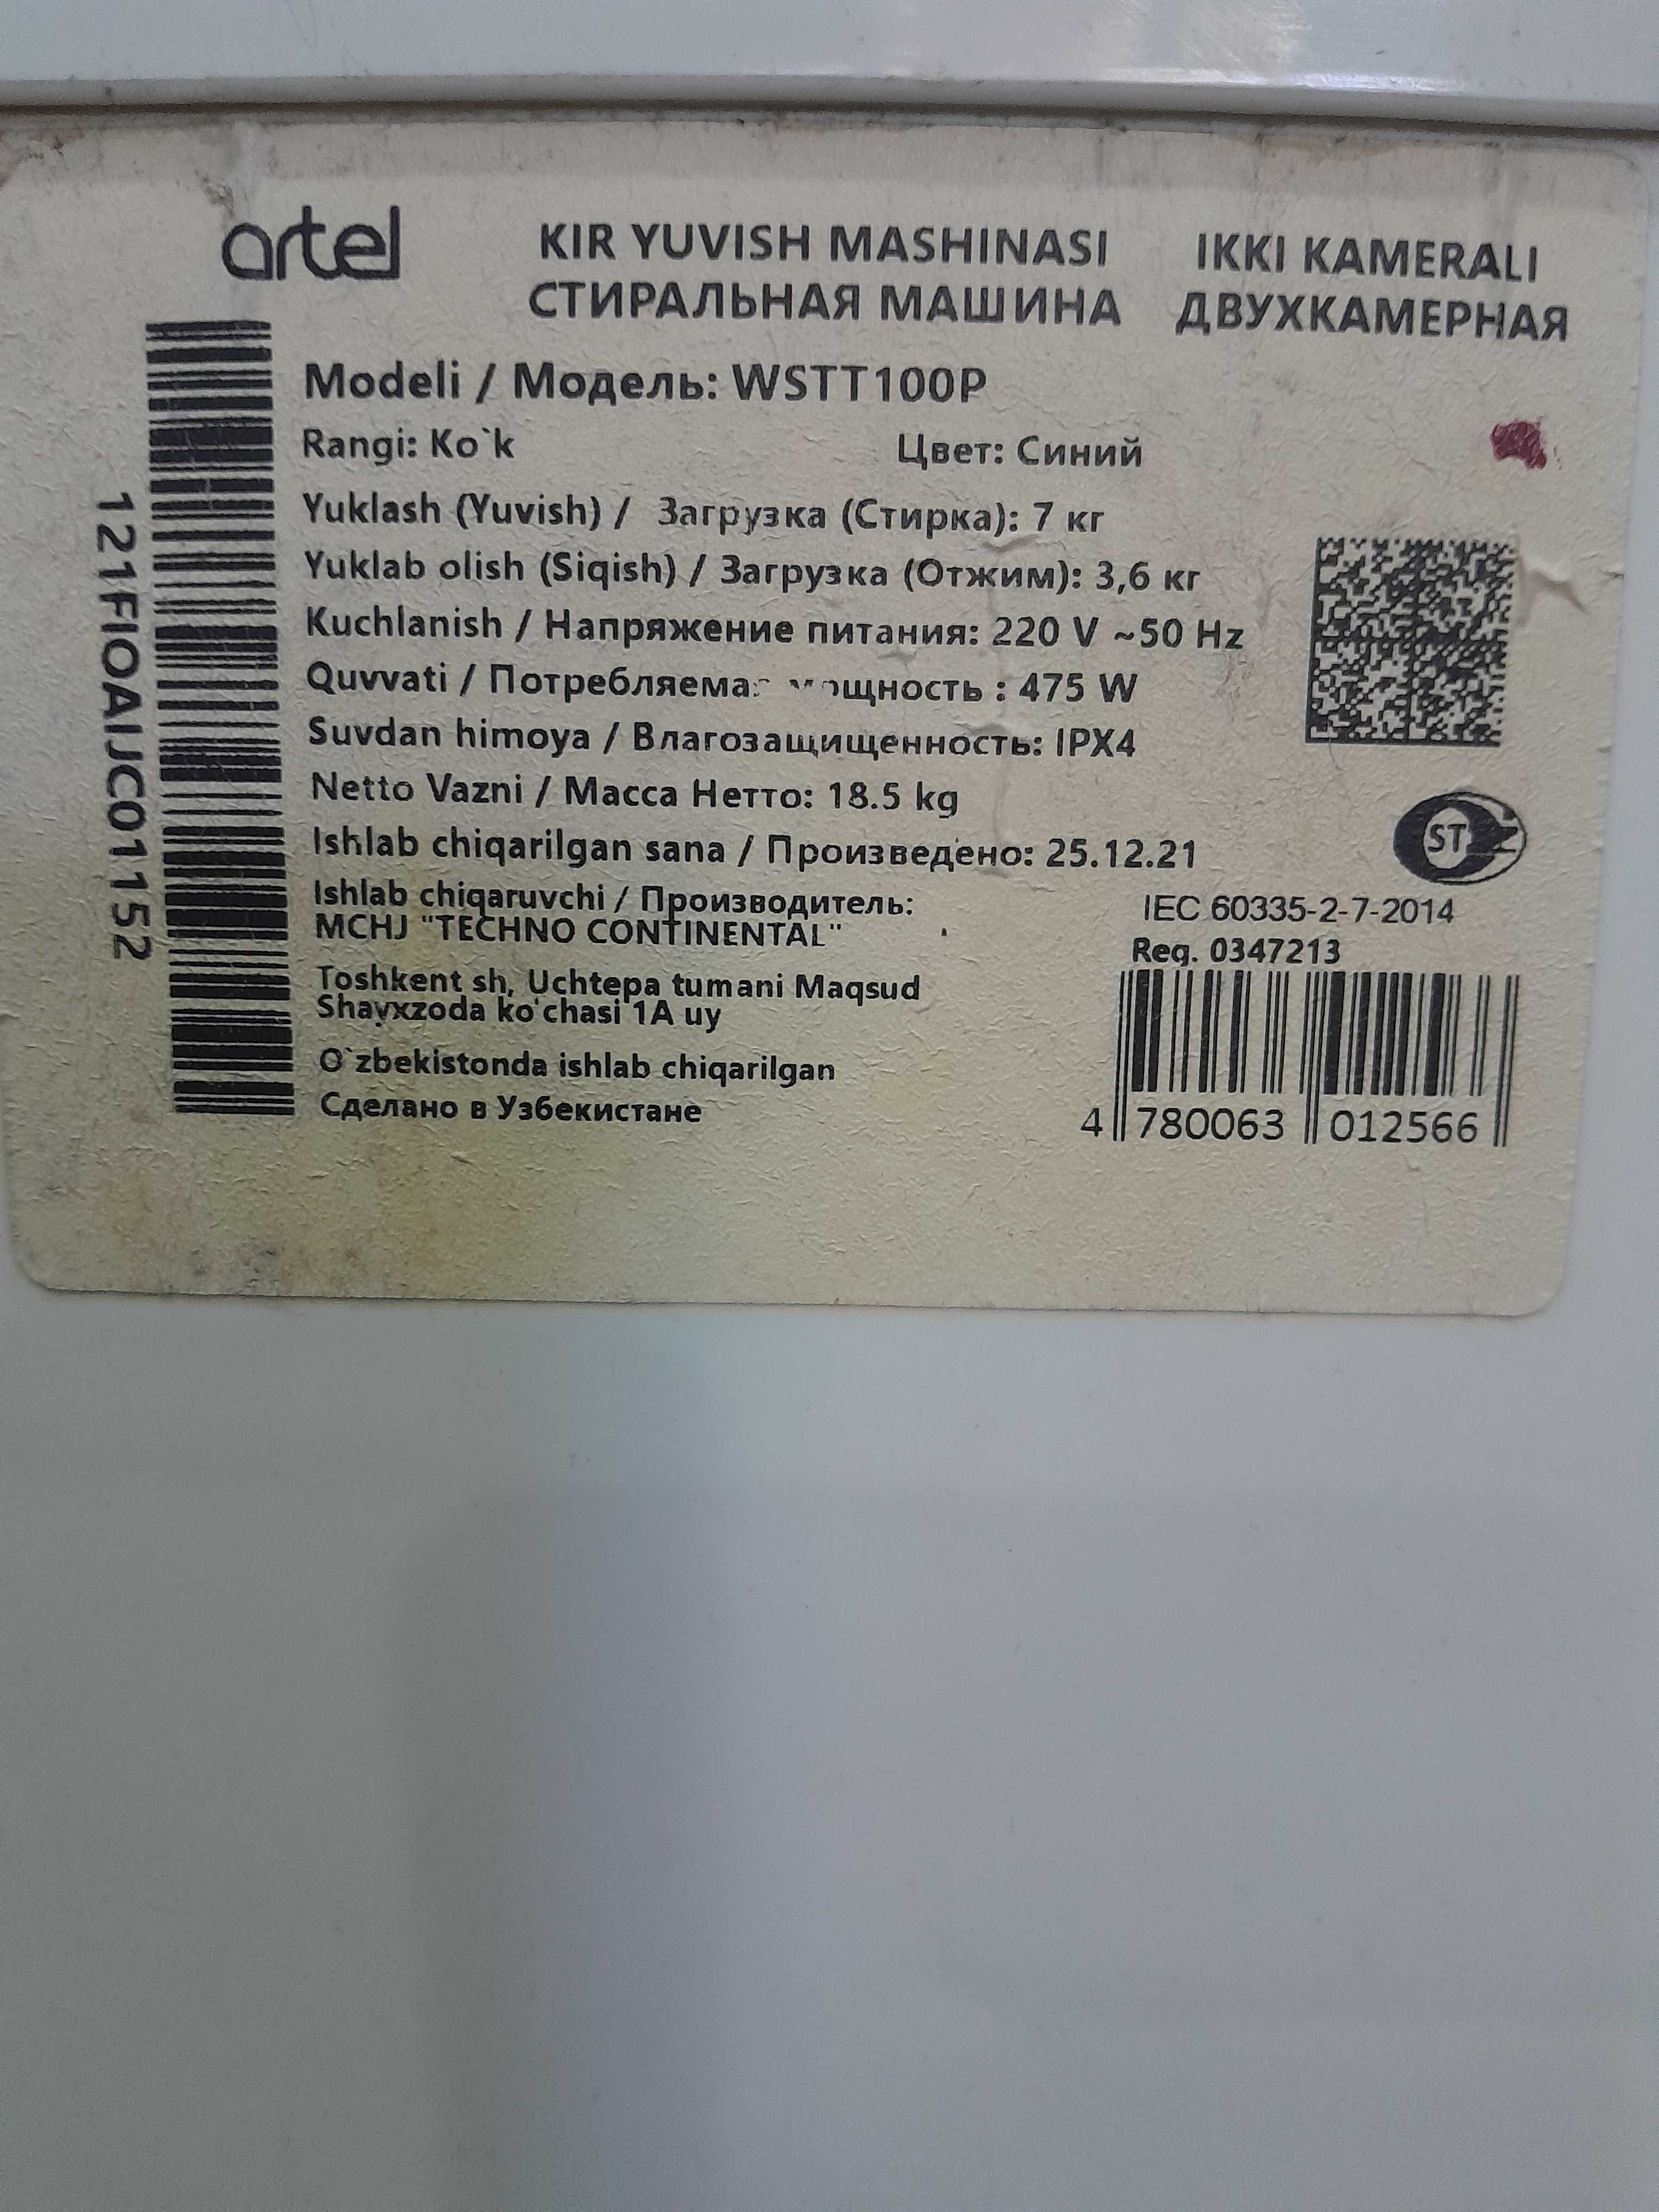 artel
KIR YUVISH MASHINASI
СТИРАЛЬНАЯ МАШИНА
IKKI KAMERALI
ДВУХКАМЕРНАЯ
Modeli / Модель: WSTT100P
Rangi: Ko`k Цвет: Синий
Yuklash (Yuvish) / Загрузка (Стирка): 7 кг
Yuklab olish (Siqish) / Загрузка (Отжим): 3,6 кг
Kuchlanish / Напряжение питания: 220 V ~50 Hz
Quvvati / Потребляемая мощность : 475 W
Suvdan himoya / Влагозащищенность: IPX4
Netto Vazni / Масса Нетто: 18.5 kg
Ishlab chiqarilgan sana / Произведено: 25.12.21
Ishlab chiqaruvchi / Производитель:
MCHJ "TECHNO CONTINENTAL"
Toshkent sh, Uchtepa tumani Maqsud
Shayxzoda ko'chasi 1A uy
O`zbekistonda ishlab chiqarilgan
Сделано в Узбекистане
121FIOAIJC01152
ST
IEC 60335-2-7-2014
Reg. 0347213
4 780063 012566